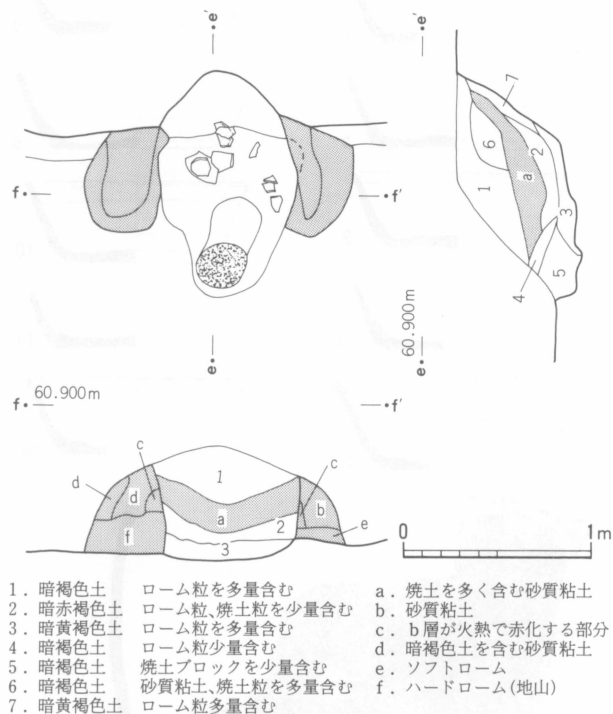 e'
e'
7
6
2
1
a
3
5
4
f
f'
e
60.900m
e
60.900m
f
f'
c
1
c
d
d
a
b
2
e
f
3
0
1m
1. 暗褐色土 ローム粒を多量含む
2. 暗赤褐色土 ローム粒、焼土粒を少量含む
3. 暗黄褐色土 ローム粒を多量含む
4. 暗褐色土 ローム粒少量含む
5. 暗褐色土 焼土ブロックを少量含む
6. 暗褐色土 砂質粘土、焼土粒を多量含む
7. 暗黄褐色土 ローム粒多量含む
a. 焼土を多く含む砂質粘土
b. 砂質粘土
c. b層が火熱で赤化する部分
d. 暗褐色土を含む砂質粘土
e. ソフトローム
f. ハードローム(地山)